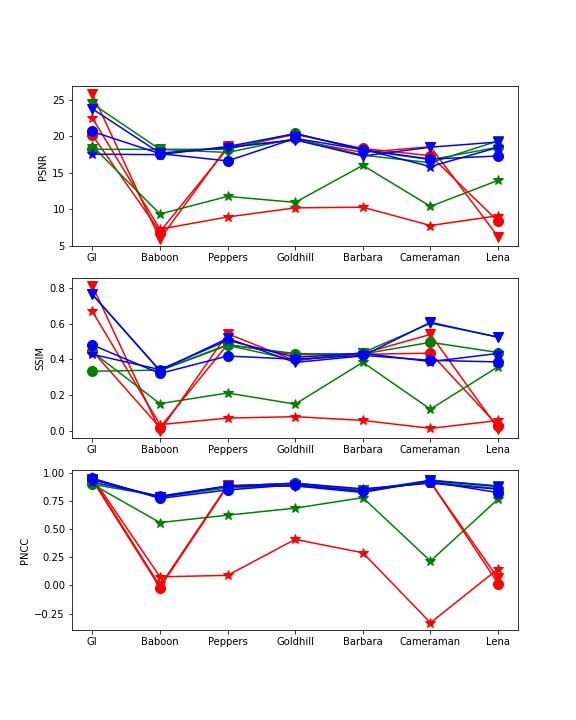 25
20
15
10
5
PSNR
GI Baboon Peppers Goldhill Barbara Cameraman Lena
0.8
0.6
0.4
0.2
0.0
SSIM
GI Baboon Peppers Goldhill Barbara Cameraman Lena
1.00
0.75
0.50
0.25
0.00
−0.25
PNCC
GI Baboon Peppers Goldhill Barbara Cameraman Lena